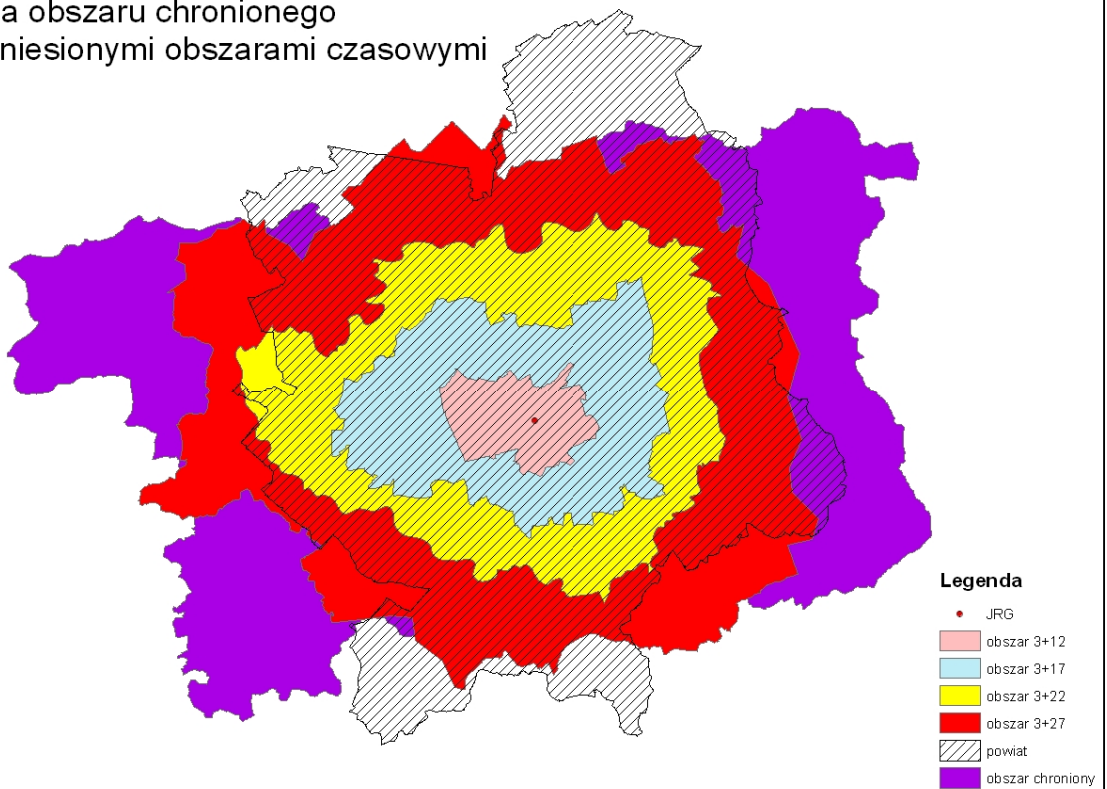 a obszaru chronionego
niesionymi obszarami czasowymi
Legenda
JRG
obszar 3+12
obszar 3+17
obszar 3+22
obszar 3+27
powiat
obszar chroniony